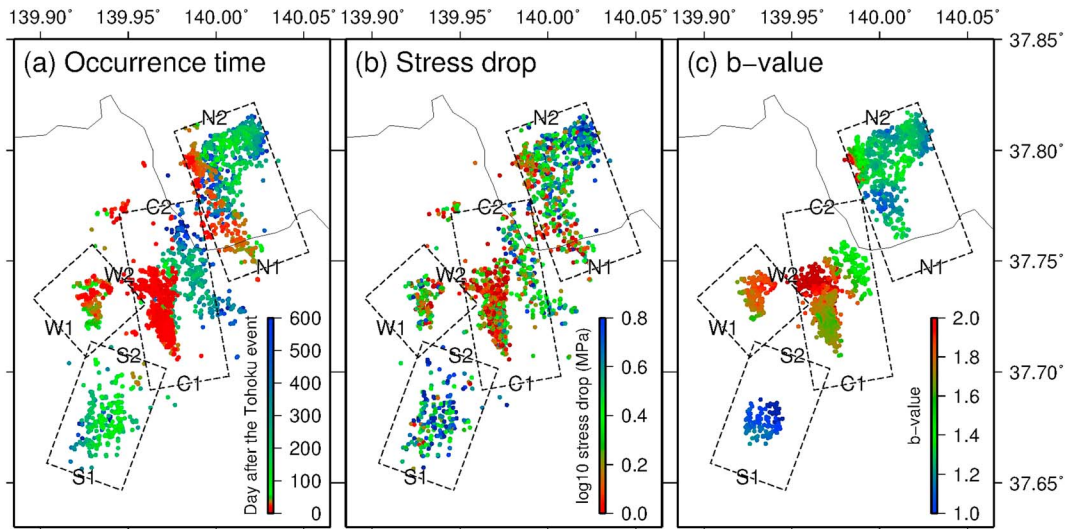 139.90° 139.95° 140.00° 140.05°
139.90° 139.95° 140.00° 140.05°
139.90° 139.95° 140.00° 140.05°
(a) Occurrence time
N2
C2
N1
W2
W1
S2
C1
S1
Day after the Tohoku event
600
500
400
300
200
100
0
(b) Stress drop
N2
C2
N1
W2
W1
S2
C1
S1
log10 stress drop (MPa)
0.8
0.6
0.4
0.2
0.0
(c) b−value
N2
C2
N1
W2
W1
S2
C1
S1
b−value
2.0
1.8
1.6
1.4
1.2
1.0
37.85°
37.80°
37.75°
37.70°
37.65°